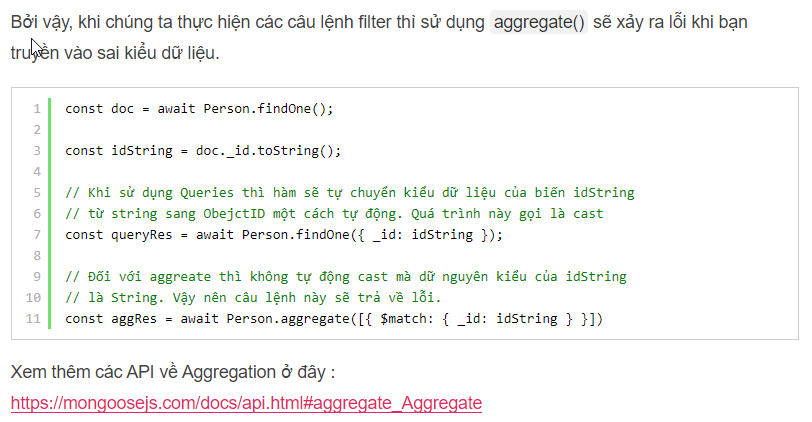 Bởi vậy, khi chúng ta thực hiện các câu lệnh filter thì sử dụng aggregate() sẽ xảy ra lỗi khi bạn
truyền vào sai kiểu dữ liệu.
1 const doc = await Person.findOne();
2
3 const idString = doc._id.toString();
4
5 // Khi sử dụng Queries thì hàm sẽ tự chuyển kiểu dữ liệu của biến idString
6 // từ string sang ObejctID một cách tự động. Quá trình này gọi là cast
7 const queryRes = await Person.findOne({ _id: idString });
8
9 // Đối với aggreate thì không tự động cast mà dữ nguyên kiểu của idString
10 // là String. Vậy nên câu lệnh này sẽ trả về lỗi.
11 const aggRes = await Person.aggregate([{ $match: { _id: idString } }])
Xem thêm các API về Aggregation ở đây :
https://mongoosejs.com/docs/api.html#aggregate_Aggregate